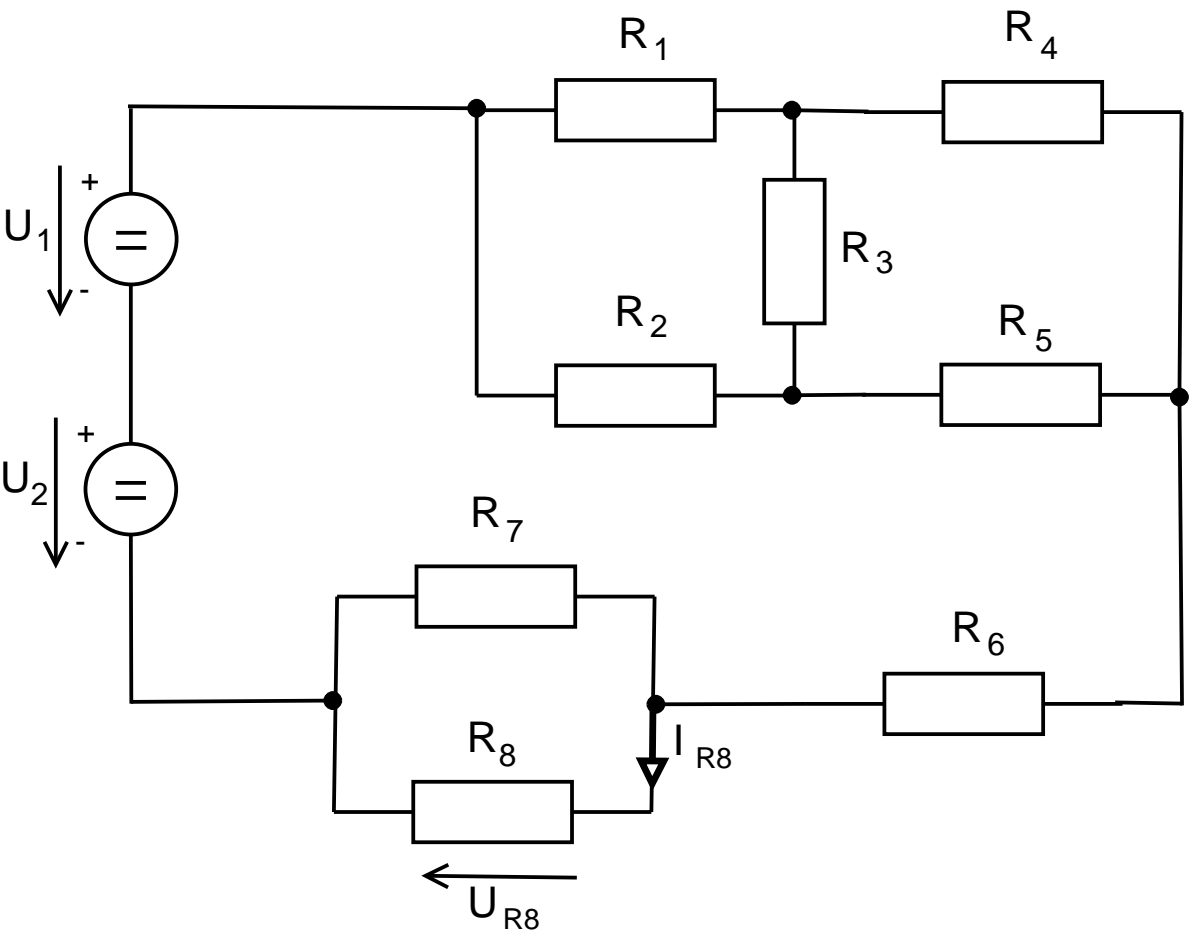 R1
R4
+
U1
=
-
R3
R2
R5
+
U2
=
-
R7
R6
R8
IR8
UR8